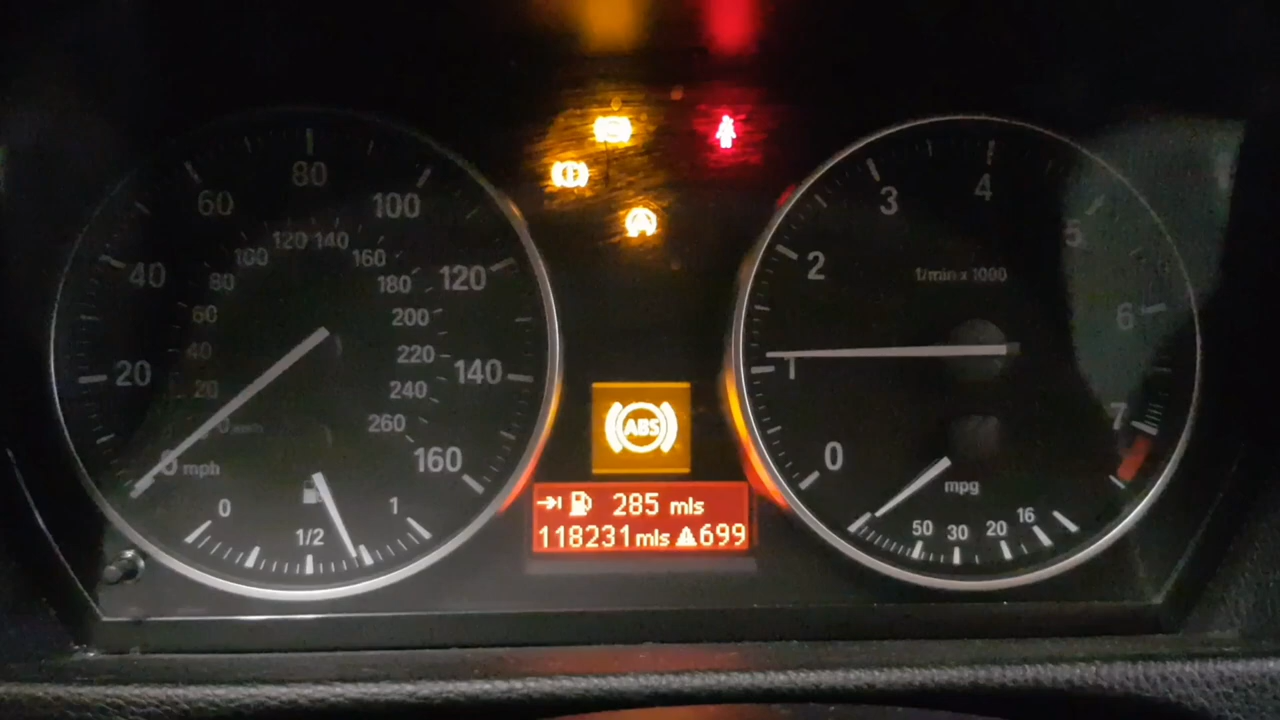 0 20 40 60 80 100 120 140 160
mph
0 20 40 60 80 100 120 140 160 180 200 220 240 260
0 1/2 1
ABS
285 mls
118231 mls 699
0 1 2 3 4 5 6 7
1/min x 1000
mpg
50 30 20 16